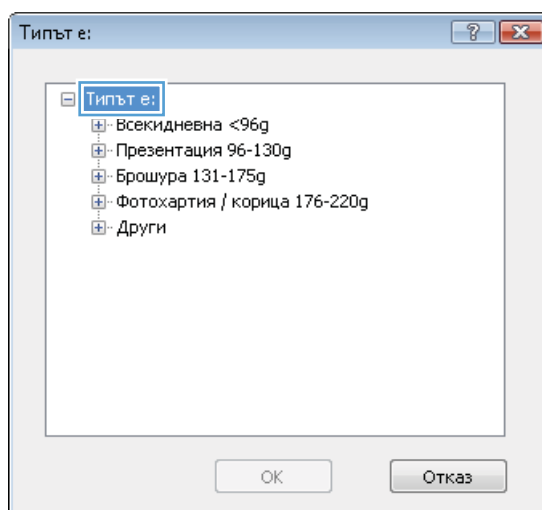 Типът е:
Типът е:
Всекидневна <96g
Презентация 96-130g
Брошура 131-175g
Фотохартия / корица 176-220g
Други
OK
Отказ